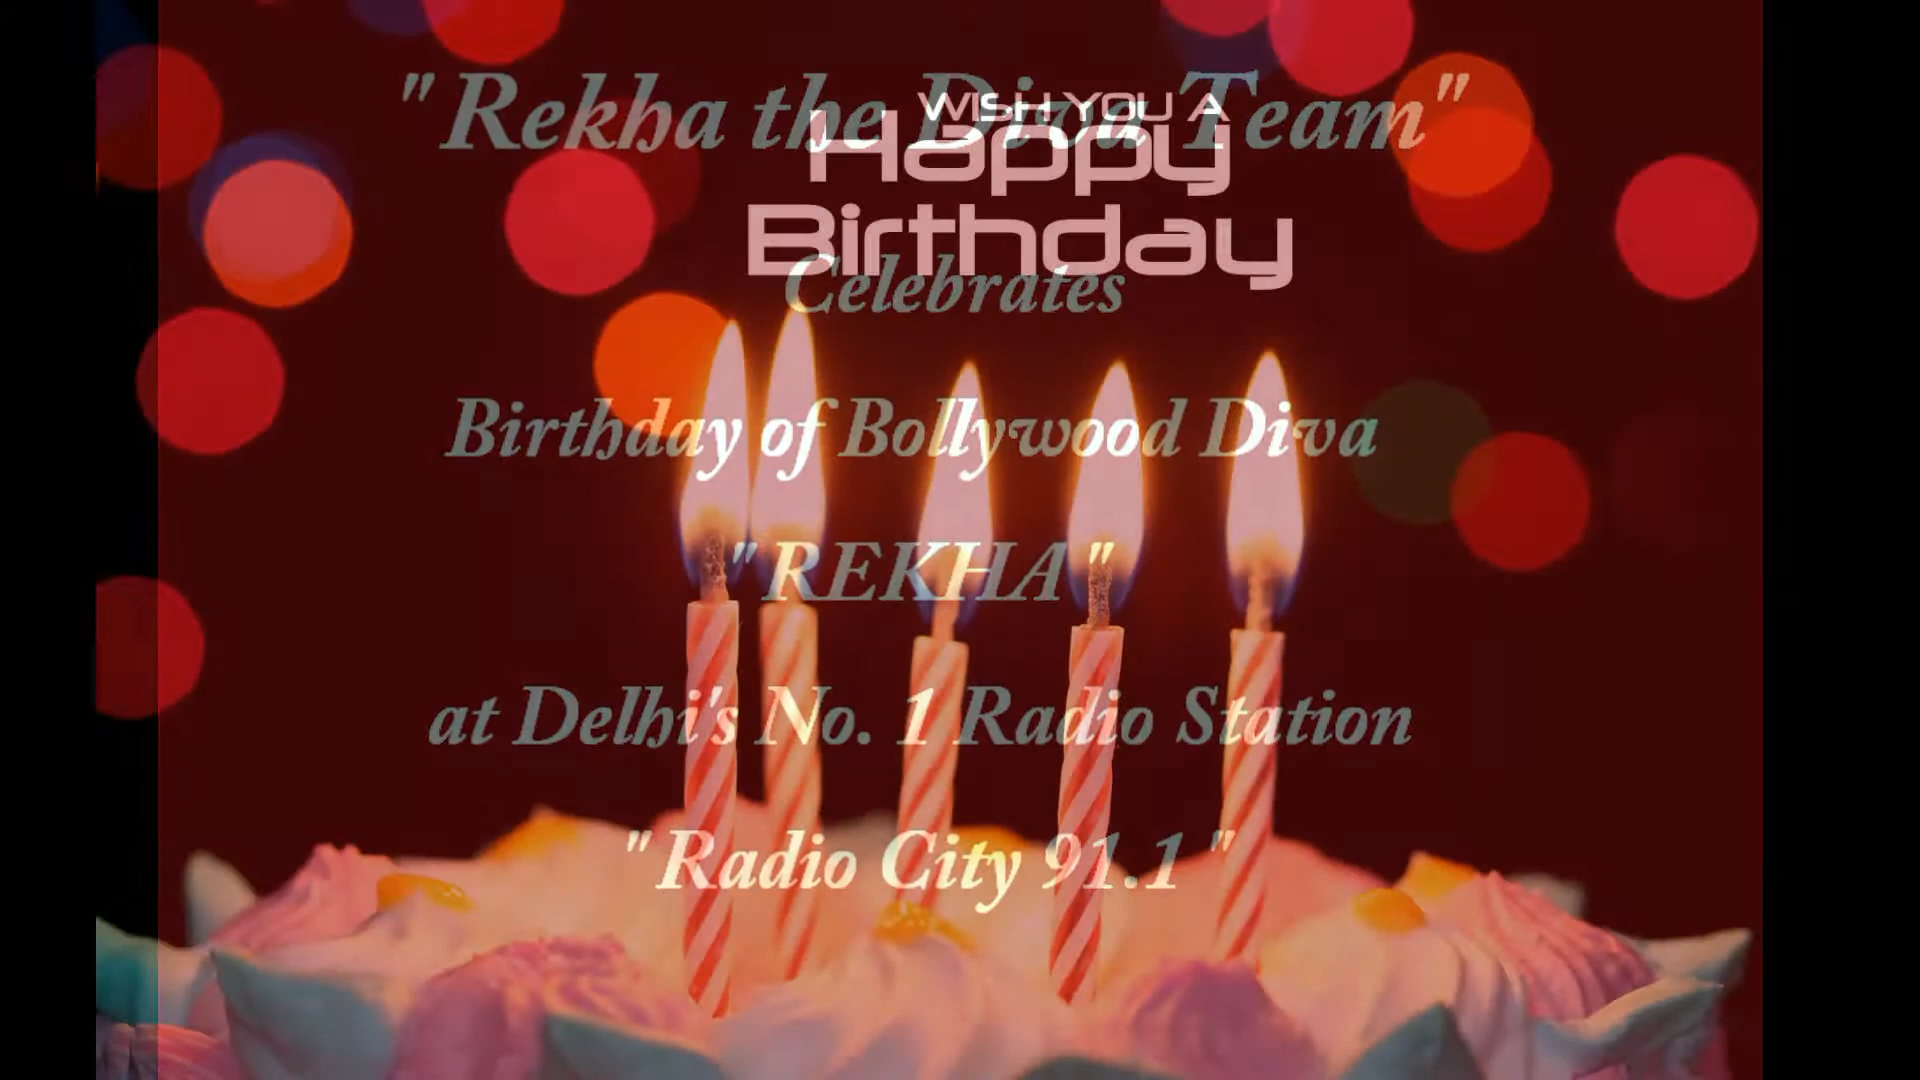 "Rekha the Diva Team"
WISH YOU A
Happy
Birthday
Celebrates
Birthday of Bollywood Diva
"REKHA"
at Delhi's No. 1 Radio Station
"Radio City 91.1"